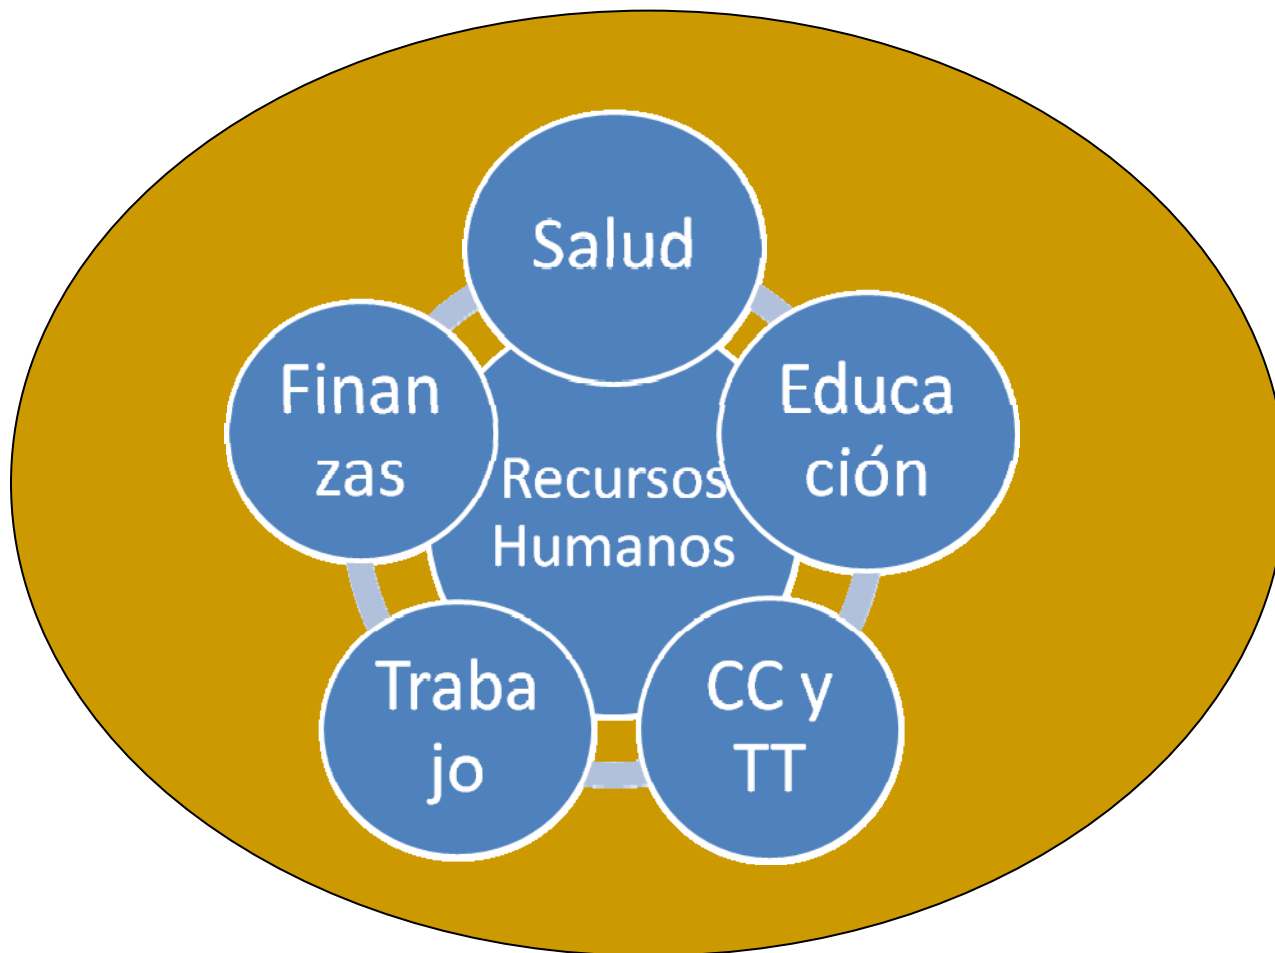 Salud
Finan
zas
Educa
ción
Recursos
Humanos
Traba
jo
CC y
TT